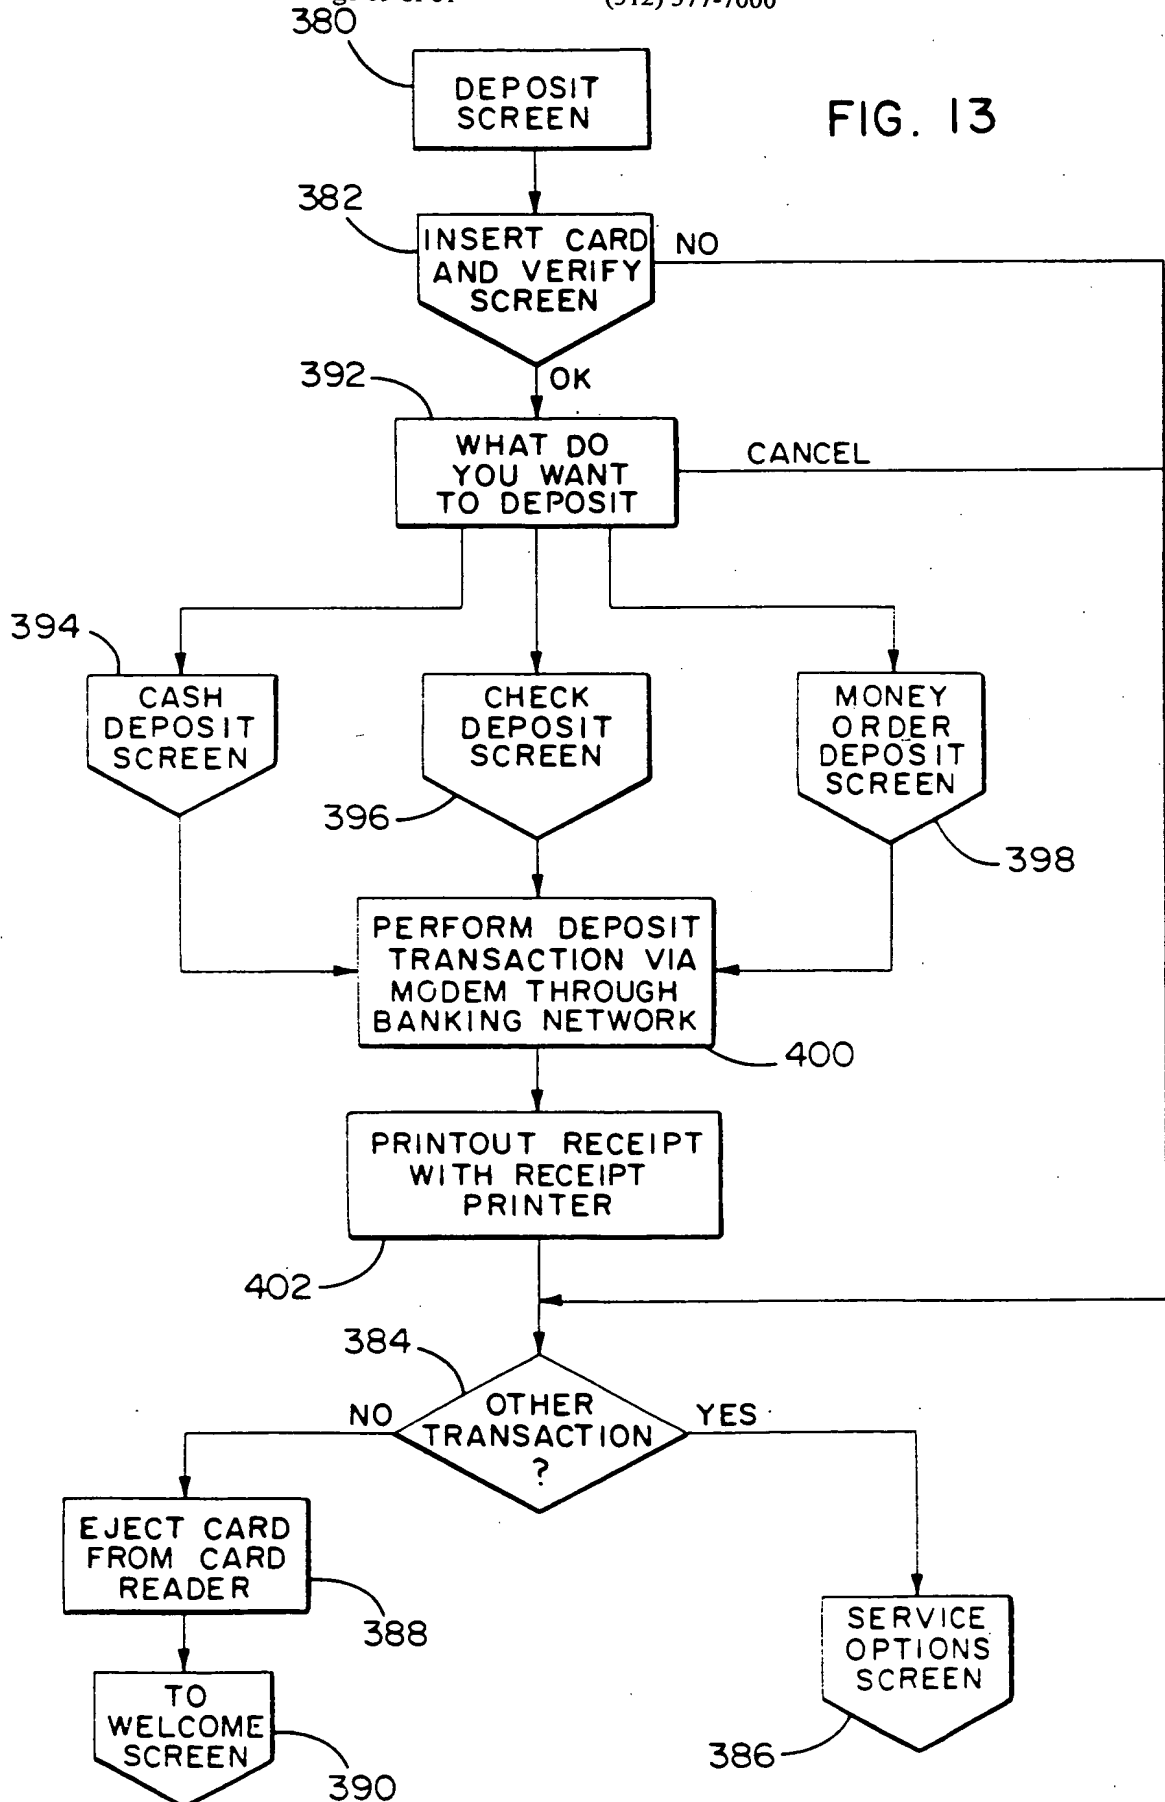 (312) 577-7000
380
DEPOSIT
SCREEN
FIG. 13
382
INSERT CARD
AND VERIFY
SCREEN
NO
OK
392
WHAT DO
YOU WANT
TO DEPOSIT
CANCEL
394
CASH
DEPOSIT
SCREEN
CHECK
DEPOSIT
SCREEN
396
MONEY
ORDER
DEPOSIT
SCREEN
398
PERFORM DEPOSIT
TRANSACTION VIA
MODEM THROUGH
BANKING NETWORK
400
PRINTOUT RECEIPT
WITH RECEIPT
PRINTER
402
384
OTHER
TRANSACTION
?
NO
YES
EJECT CARD
FROM CARD
READER
388
TO
WELCOME
SCREEN
390
SERVICE
OPTIONS
SCREEN
386